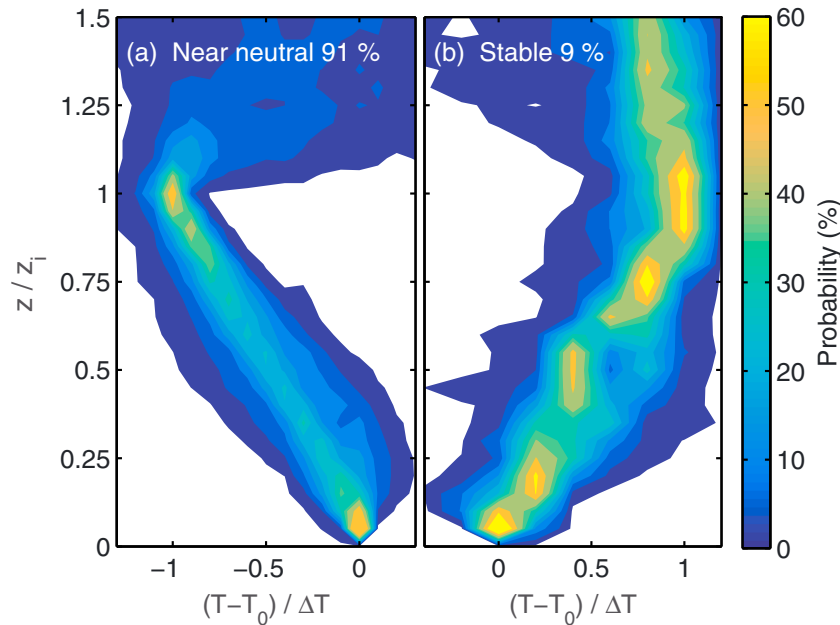 (a) Near neutral 91 %
(b) Stable 9 %
1.5
1.25
1
0.75
0.5
0.25
0
z / z_i
−1 −0.5 0
0 0.5 1
(T−T_0) / ΔT
(T−T_0) / ΔT
60
50
40
30
20
10
0
Probability (%)